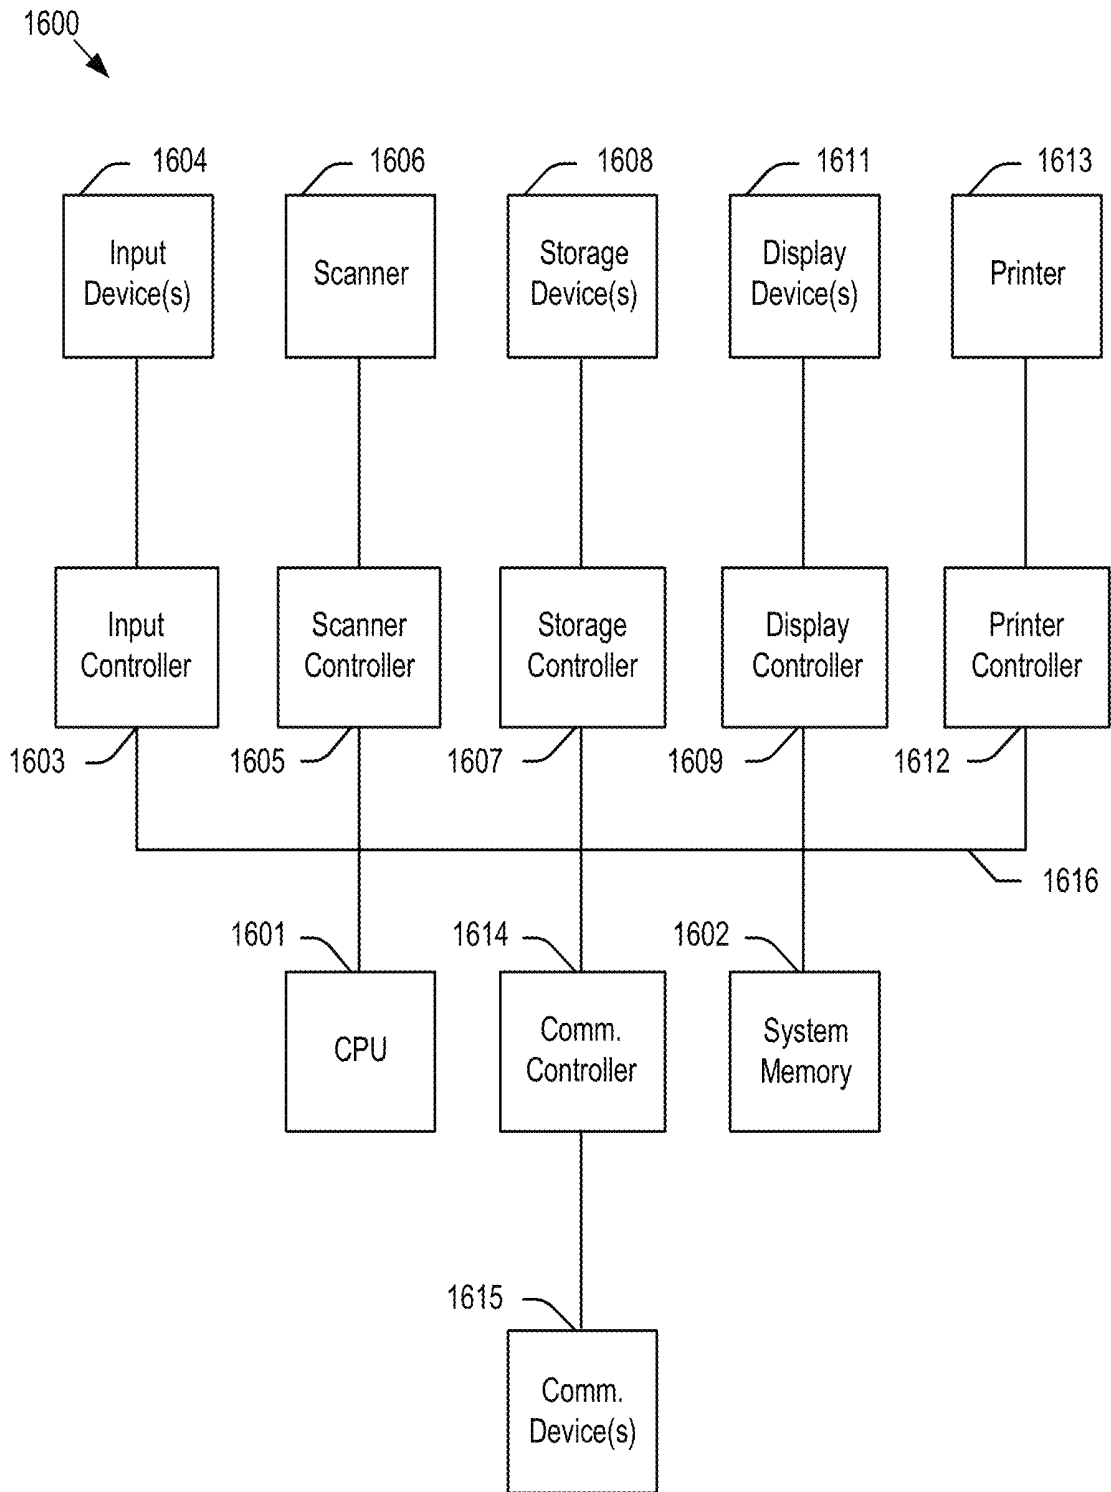 1600
1604
1606
1608
1611
1613
Input
Device(s)
Scanner
Storage
Device(s)
Display
Device(s)
Printer
Input
Controller
Scanner
Controller
Storage
Controller
Display
Controller
Printer
Controller
1603
1605
1607
1609
1612
1616
1601
1614
1602
CPU
Comm.
Controller
System
Memory
1615
Comm.
Device(s)